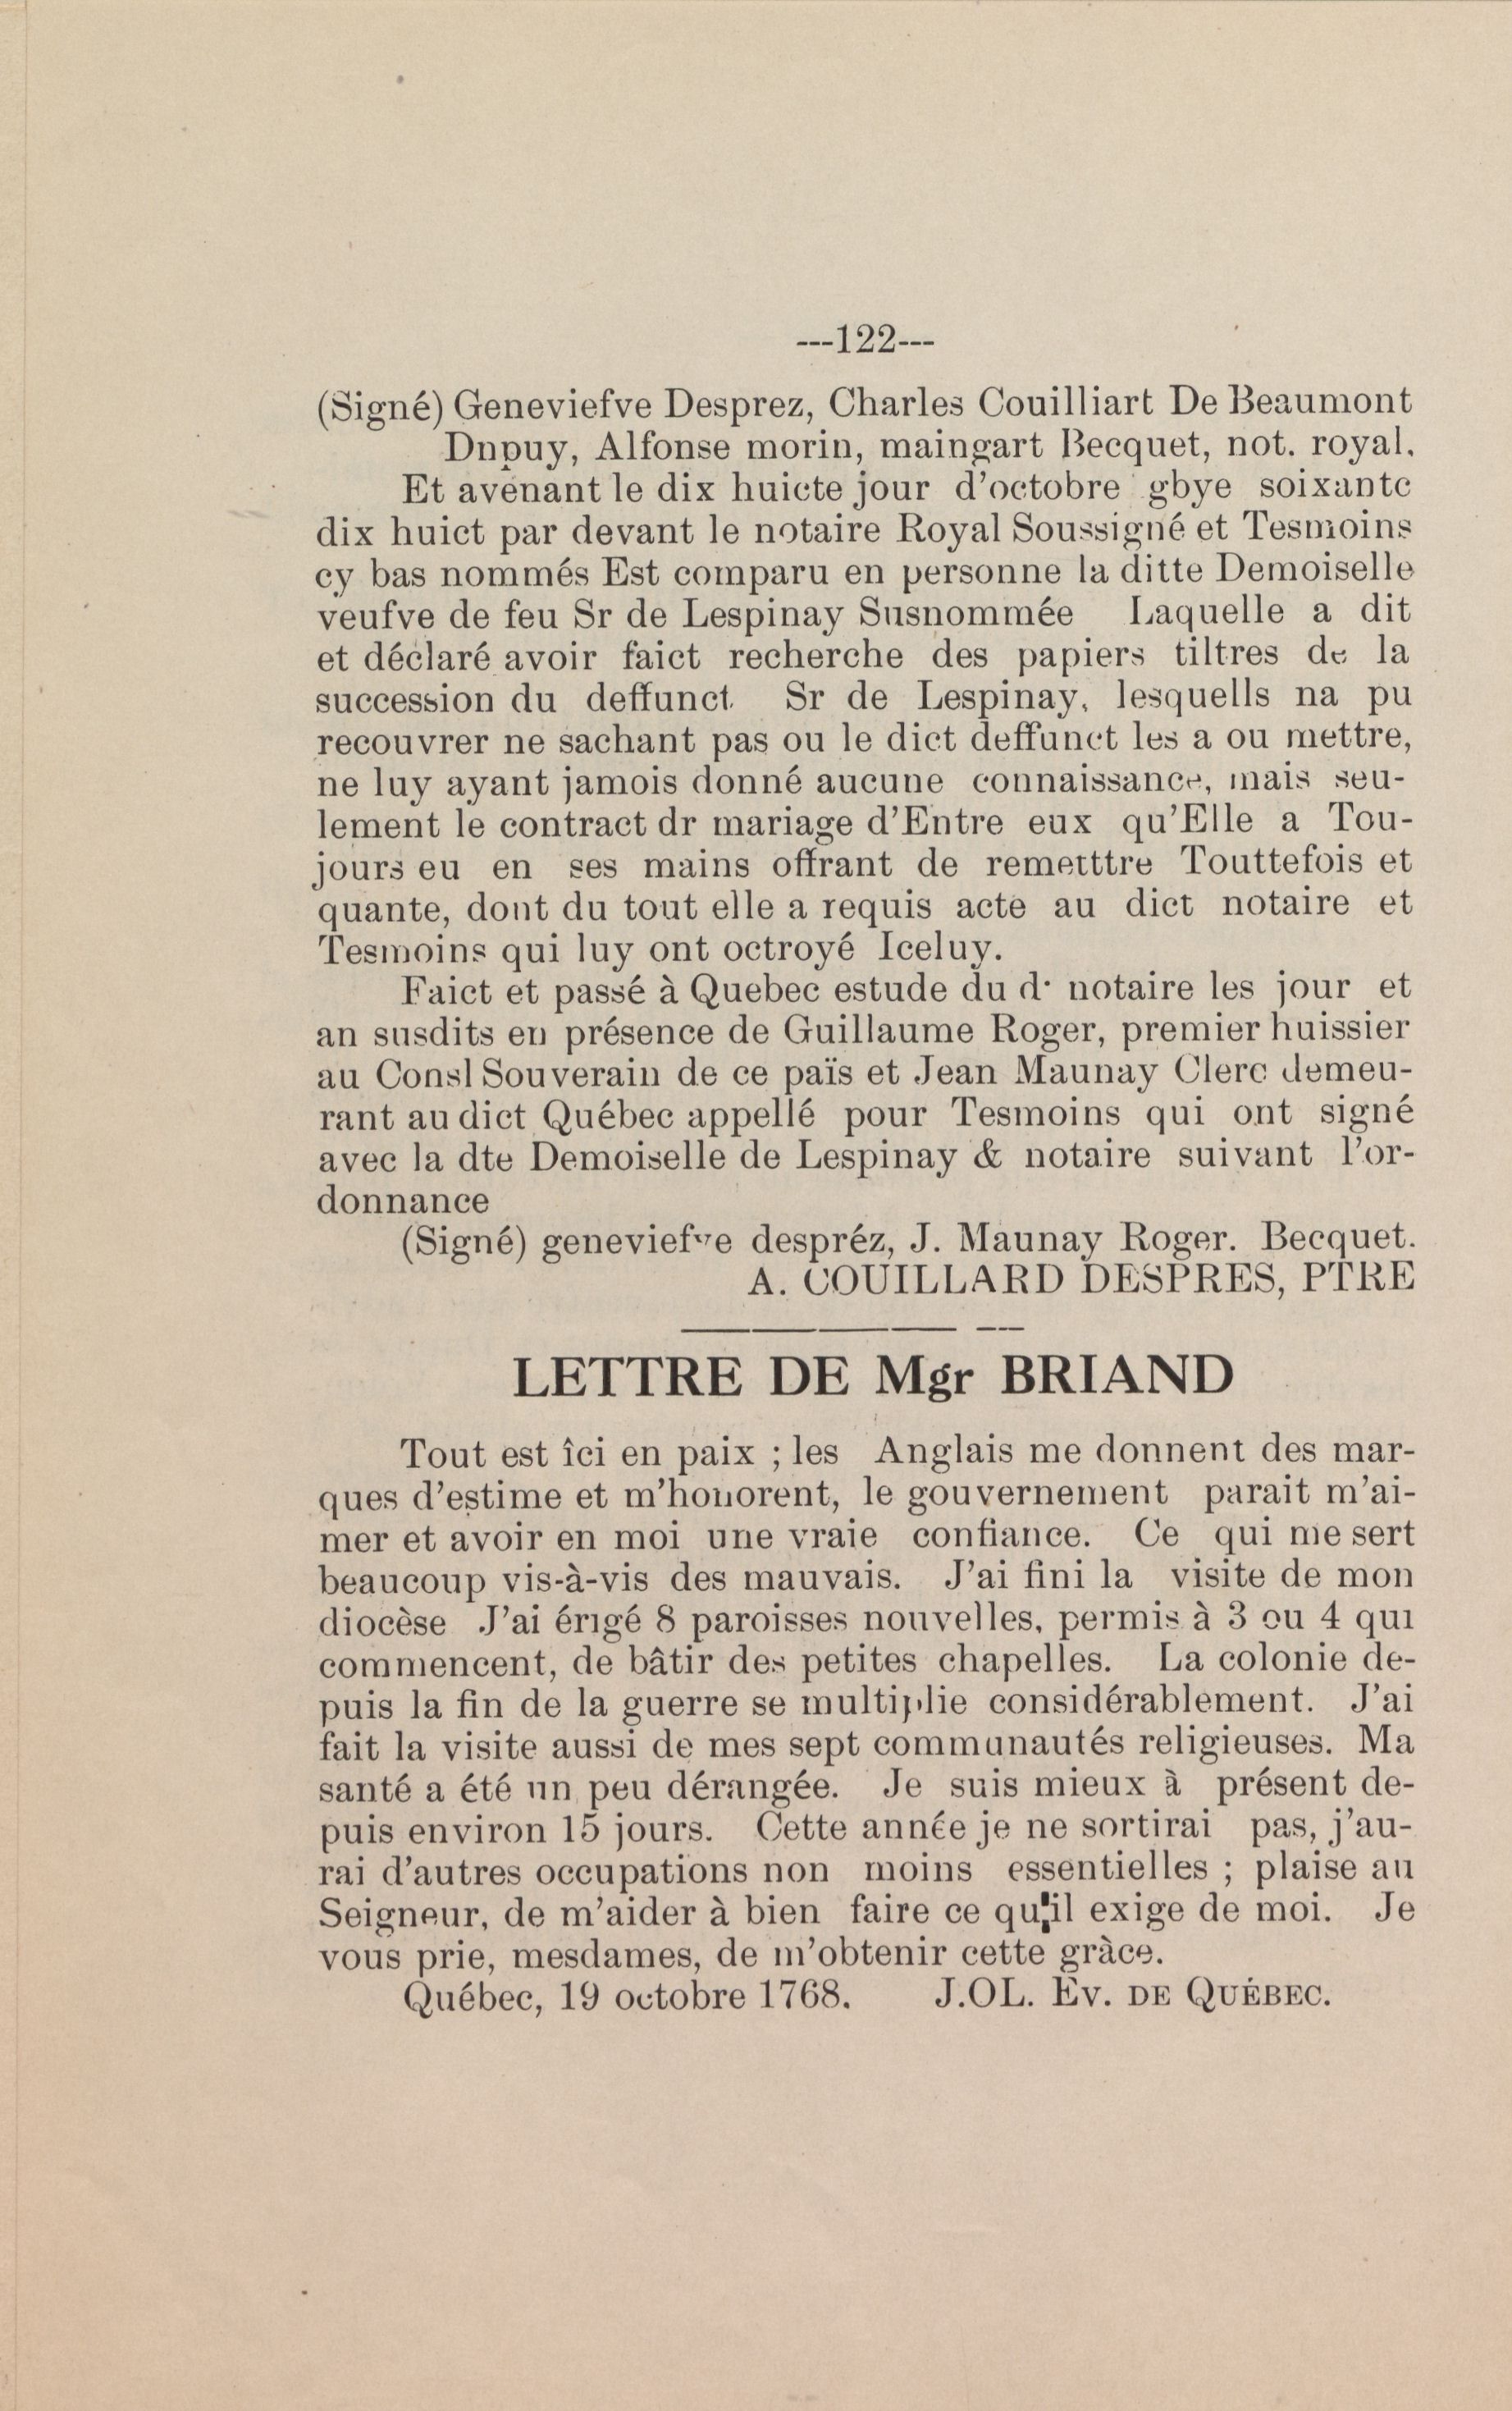 ---122---
(Signé) Geneviefve Desprez, Charles Couilliart De Beaumont
Dnpuy, Alfonse morin, maingart Becquet, not. royal.
Et avenant le dix huicte jour d'octobre gbye soixante
dix huict par devant le notaire Royal Soussigné et Tesmoins
cy bas nommés Est comparu en personne la ditte Demoiselle
veufve de feu Sr de Lespinay Susnommée Laquelle a dit
et déclaré avoir faict recherche des papiers tiltres de la
succession du deffunct Sr de Lespinay, lesquells na pu
recouvrer ne sachant pas ou le dict deffunct les a ou mettre,
ne luy ayant jamois donné aucune connaissance, mais seu-
lement le contract dr mariage d'Entre eux qu'Elle a Tou-
jours eu en ses mains offrant de remetttre Touttefois et
quante, dont du tout elle a requis acte au dict notaire et
Tesmoins qui luy ont octroyé Iceluy.
Faict et passé à Quebec estude du d· notaire les jour et
an susdits en présence de Guillaume Roger, premier huissier
au Consl Souverain de ce païs et Jean Maunay Clerc demeu-
rant au dict Québec appellé pour Tesmoins qui ont signé
avec la dte Demoiselle de Lespinay & notaire suivant l'or-
donnance
(Signé) geneviefve despréz, J. Maunay Roger. Becquet.
A. COUILLARD DESPRES, PTRE
LETTRE DE Mgr BRIAND
Tout est îci en paix ; les Anglais me donnent des mar-
ques d'estime et m'honorent, le gouvernement parait m'ai-
mer et avoir en moi une vraie confiance. Ce qui me sert
beaucoup vis-à-vis des mauvais. J'ai fini la visite de mon
diocèse J'ai érigé 8 paroisses nouvelles, permis à 3 ou 4 qui
commencent, de bâtir des petites chapelles. La colonie de-
puis la fin de la guerre se multiplie considérablement. J'ai
fait la visite aussi de mes sept communautés religieuses. Ma
santé a été un peu dérangée. Je suis mieux à présent de-
puis environ 15 jours. Cette année je ne sortirai pas, j'au-
rai d'autres occupations non moins essentielles ; plaise au
Seigneur, de m'aider à bien faire ce qu'il exige de moi. Je
vous prie, mesdames, de m'obtenir cette gràce.
Québec, 19 octobre 1768. J.OL. Ev. DE QUÉBEC.